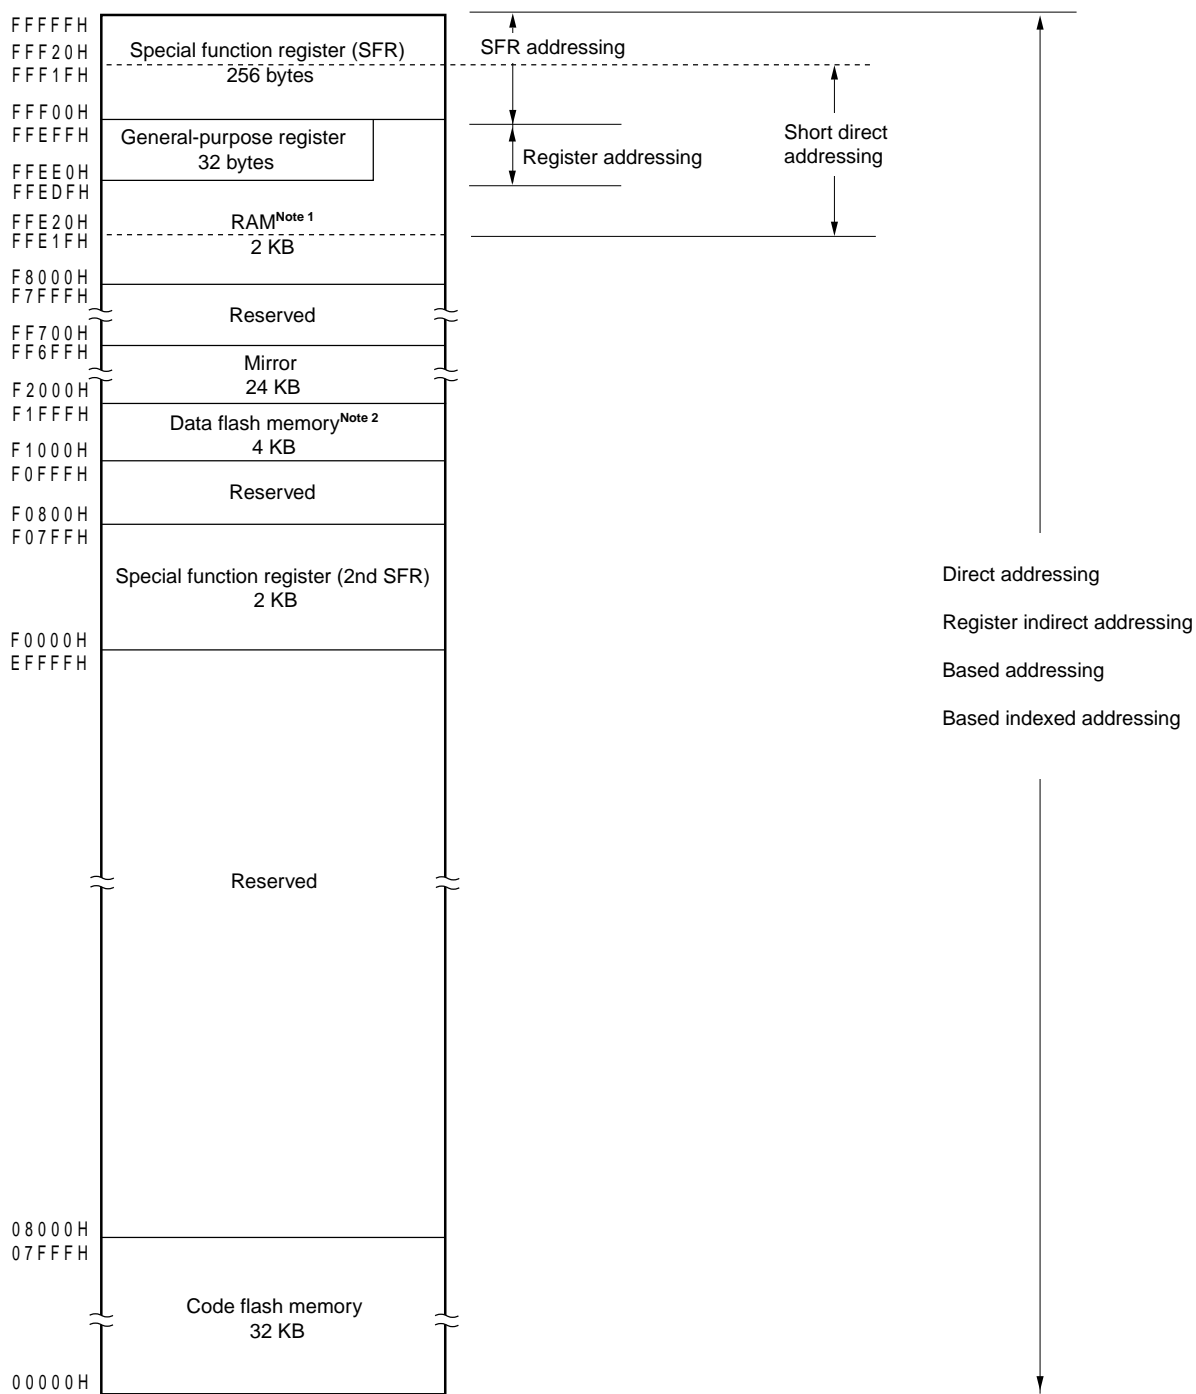 FFFFFH
FFF20H
FFF1FH
Special function register (SFR)
256 bytes
SFR addressing
FFF00H
FFEFFH
General-purpose register
32 bytes
Register addressing
Short direct
addressing
FFEE0H
FFEDFH
FFE20H
FFE1FH
RAMNote 1
2 KB
F8000H
F7FFFH
Reserved
FF700H
FF6FFH
Mirror
24 KB
F2000H
F1FFFH
Data flash memoryNote 2
4 KB
F1000H
F0FFFH
Reserved
F0800H
F07FFH
Special function register (2nd SFR)
2 KB
Direct addressing
Register indirect addressing
Based addressing
Based indexed addressing
F0000H
EFFFFH
Reserved
08000H
07FFFH
Code flash memory
32 KB
00000H